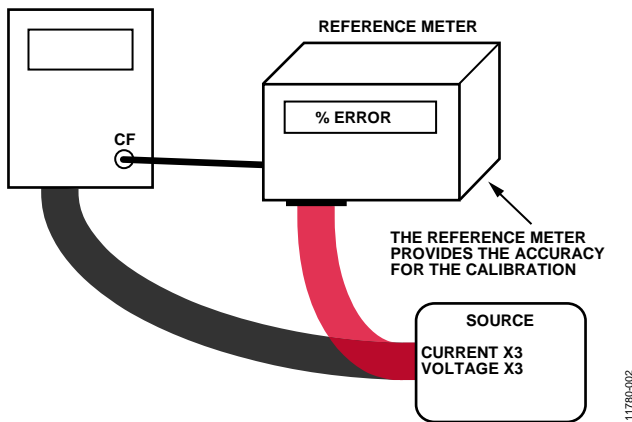 REFERENCE METER
% ERROR
CF
THE REFERENCE METER
PROVIDES THE ACCURACY
FOR THE CALIBRATION
SOURCE
CURRENT X3
VOLTAGE X3
11780-002